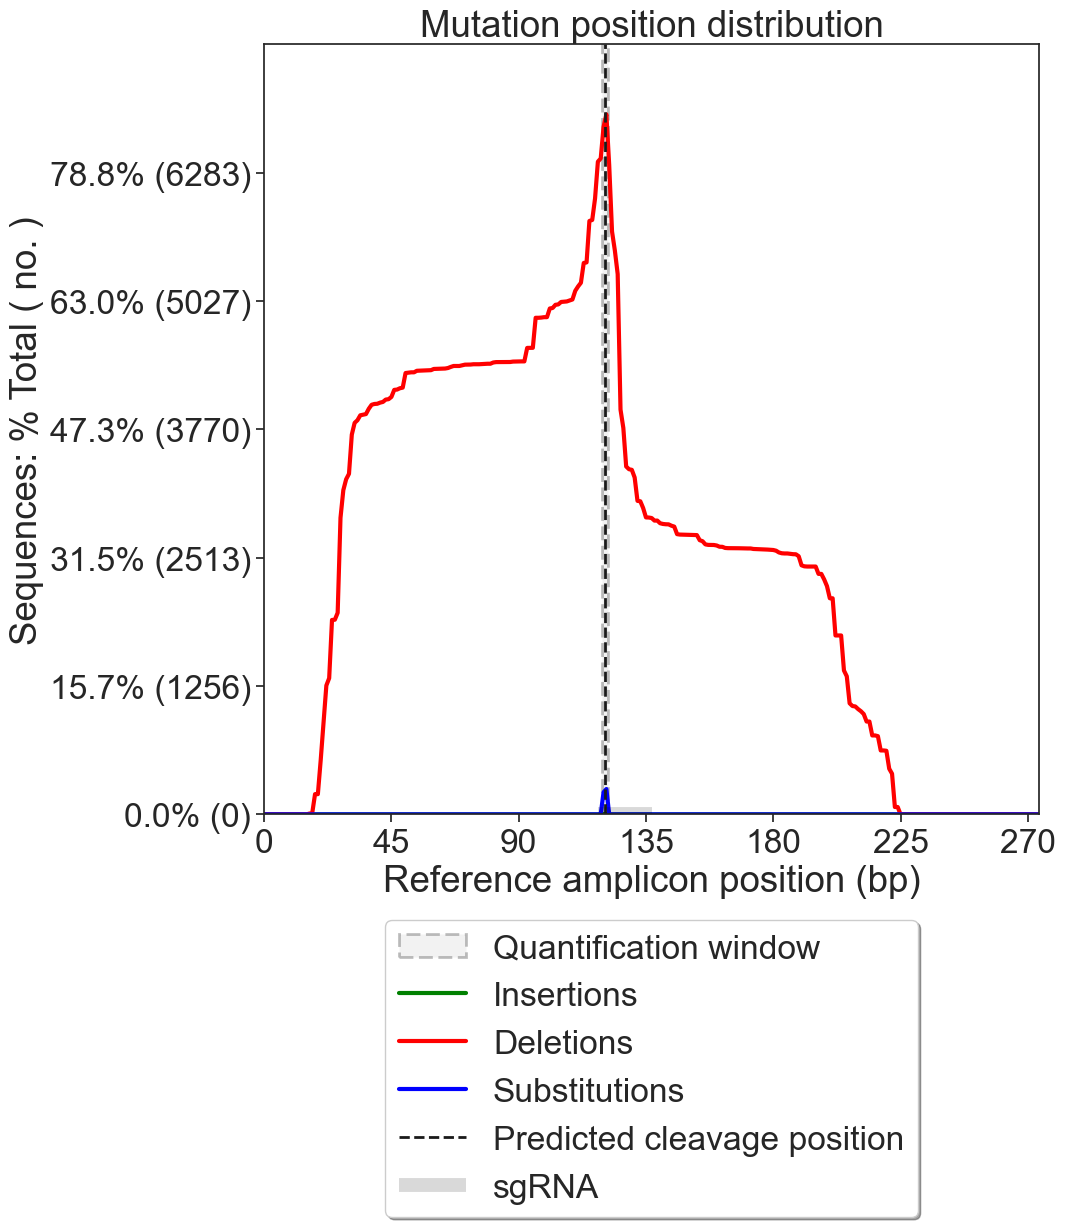 Mutation position distribution
Sequences: % Total ( no. )
78.8% (6283)
63.0% (5027)
47.3% (3770)
31.5% (2513)
15.7% (1256)
0.0% (0)
0 45 90 135 180 225 270
Reference amplicon position (bp)
Quantification window
Insertions
Deletions
Substitutions
Predicted cleavage position
sgRNA